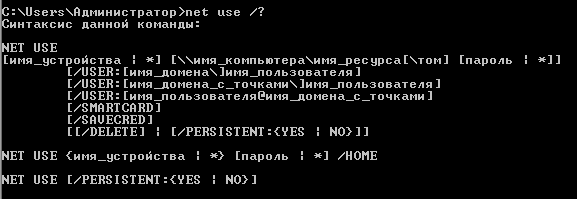 C:\Users\Администратор>net use /?
Синтаксис данной команды:
NET USE
[имя_устройства | *] [\\имя_компьютера\имя_ресурса[\том] [пароль | *]]
[/USER:[имя_домена\]имя_пользователя]
[/USER:[имя_домена_с_точками\]имя_пользователя]
[/USER:[имя_пользователя@имя_домена_с_точками]
[/SMARTCARD]
[/SAVECRED]
[[/DELETE] | [/PERSISTENT:{YES | NO}]]
NET USE {имя_устройства | *} [пароль | *] /HOME
NET USE [/PERSISTENT:{YES | NO}]